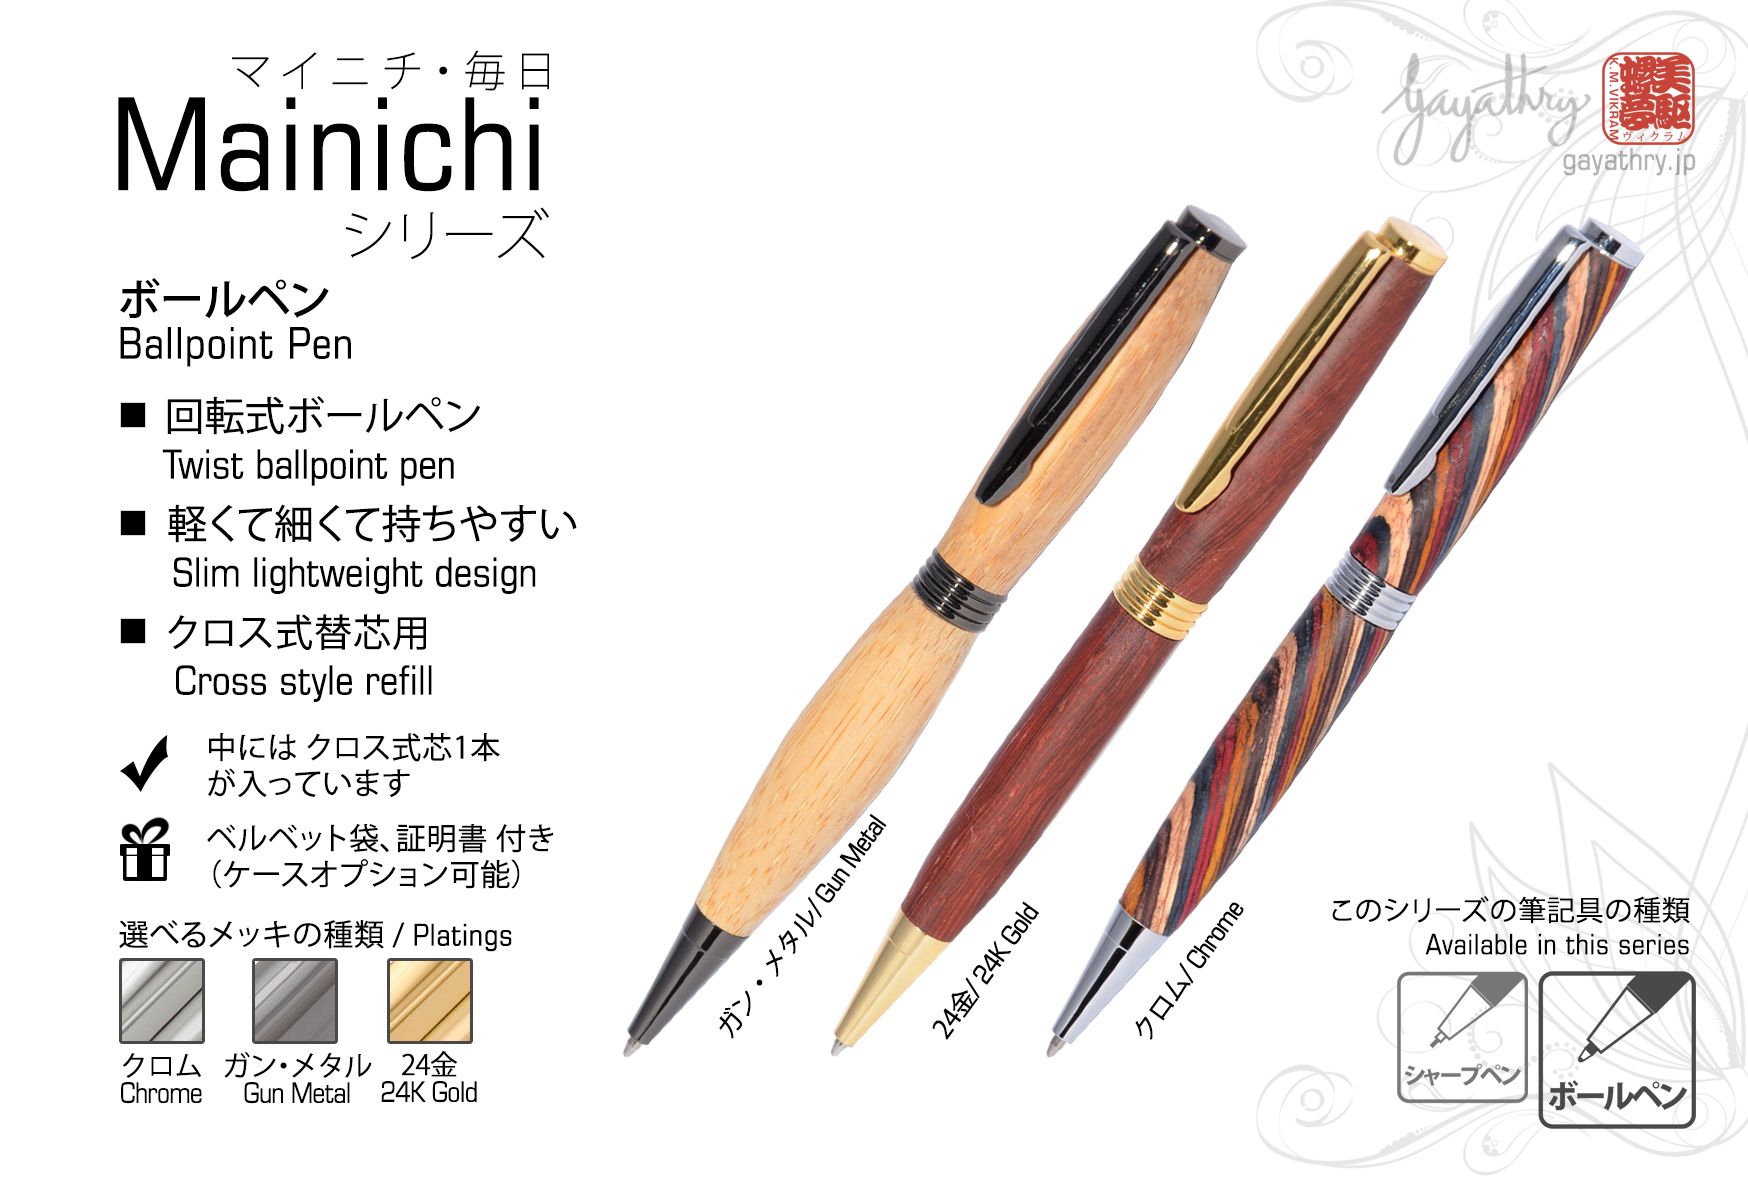 マイニチ・毎日
Mainichi
シリーズ
ボールペン
Ballpoint Pen
■ 回転式ボールペン
Twist ballpoint pen
■ 軽くて細くて持ちやすい
Slim lightweight design
■ クロス式替芯用
Cross style refill
中には クロス式芯1本
が入っています
ベルベット袋、証明書 付き
（ケースオプション可能）
選べるメッキの種類 / Platings
クロム
Chrome
ガン・メタル
Gun Metal
24金
24K Gold
gayathry
K.M.VIKRAM
美駆
ヴィクラム
gayathry.jp
ガン・メタル/ Gun Metal
24金/ 24K Gold
クロム/ Chrome
このシリーズの筆記具の種類
Available in this series
シャープペン
ボールペン